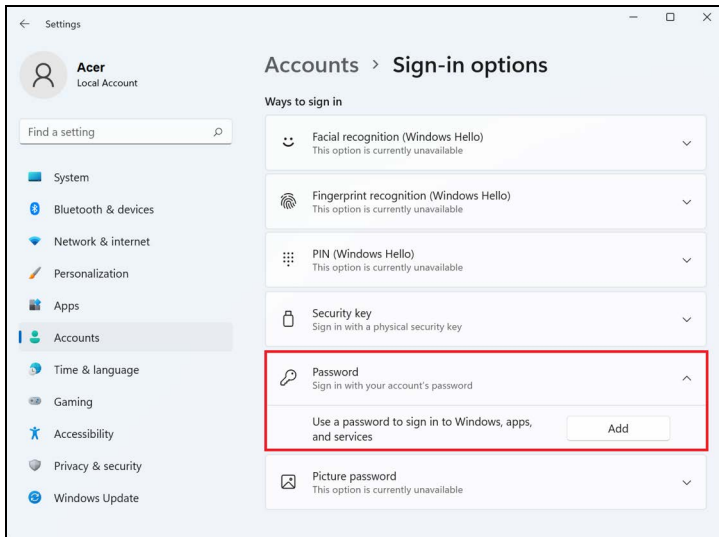 Settings
Acer
Local Account
Find a setting
System
Bluetooth & devices
Network & internet
Personalization
Apps
Accounts
Time & language
Gaming
Accessibility
Privacy & security
Windows Update
Accounts > Sign-in options
Ways to sign in
Facial recognition (Windows Hello)
This option is currently unavailable
Fingerprint recognition (Windows Hello)
This option is currently unavailable
PIN (Windows Hello)
This option is currently unavailable
Security key
Sign in with a physical security key
Password
Sign in with your account's password
Use a password to sign in to Windows, apps,
and services
Add
Picture password
This option is currently unavailable